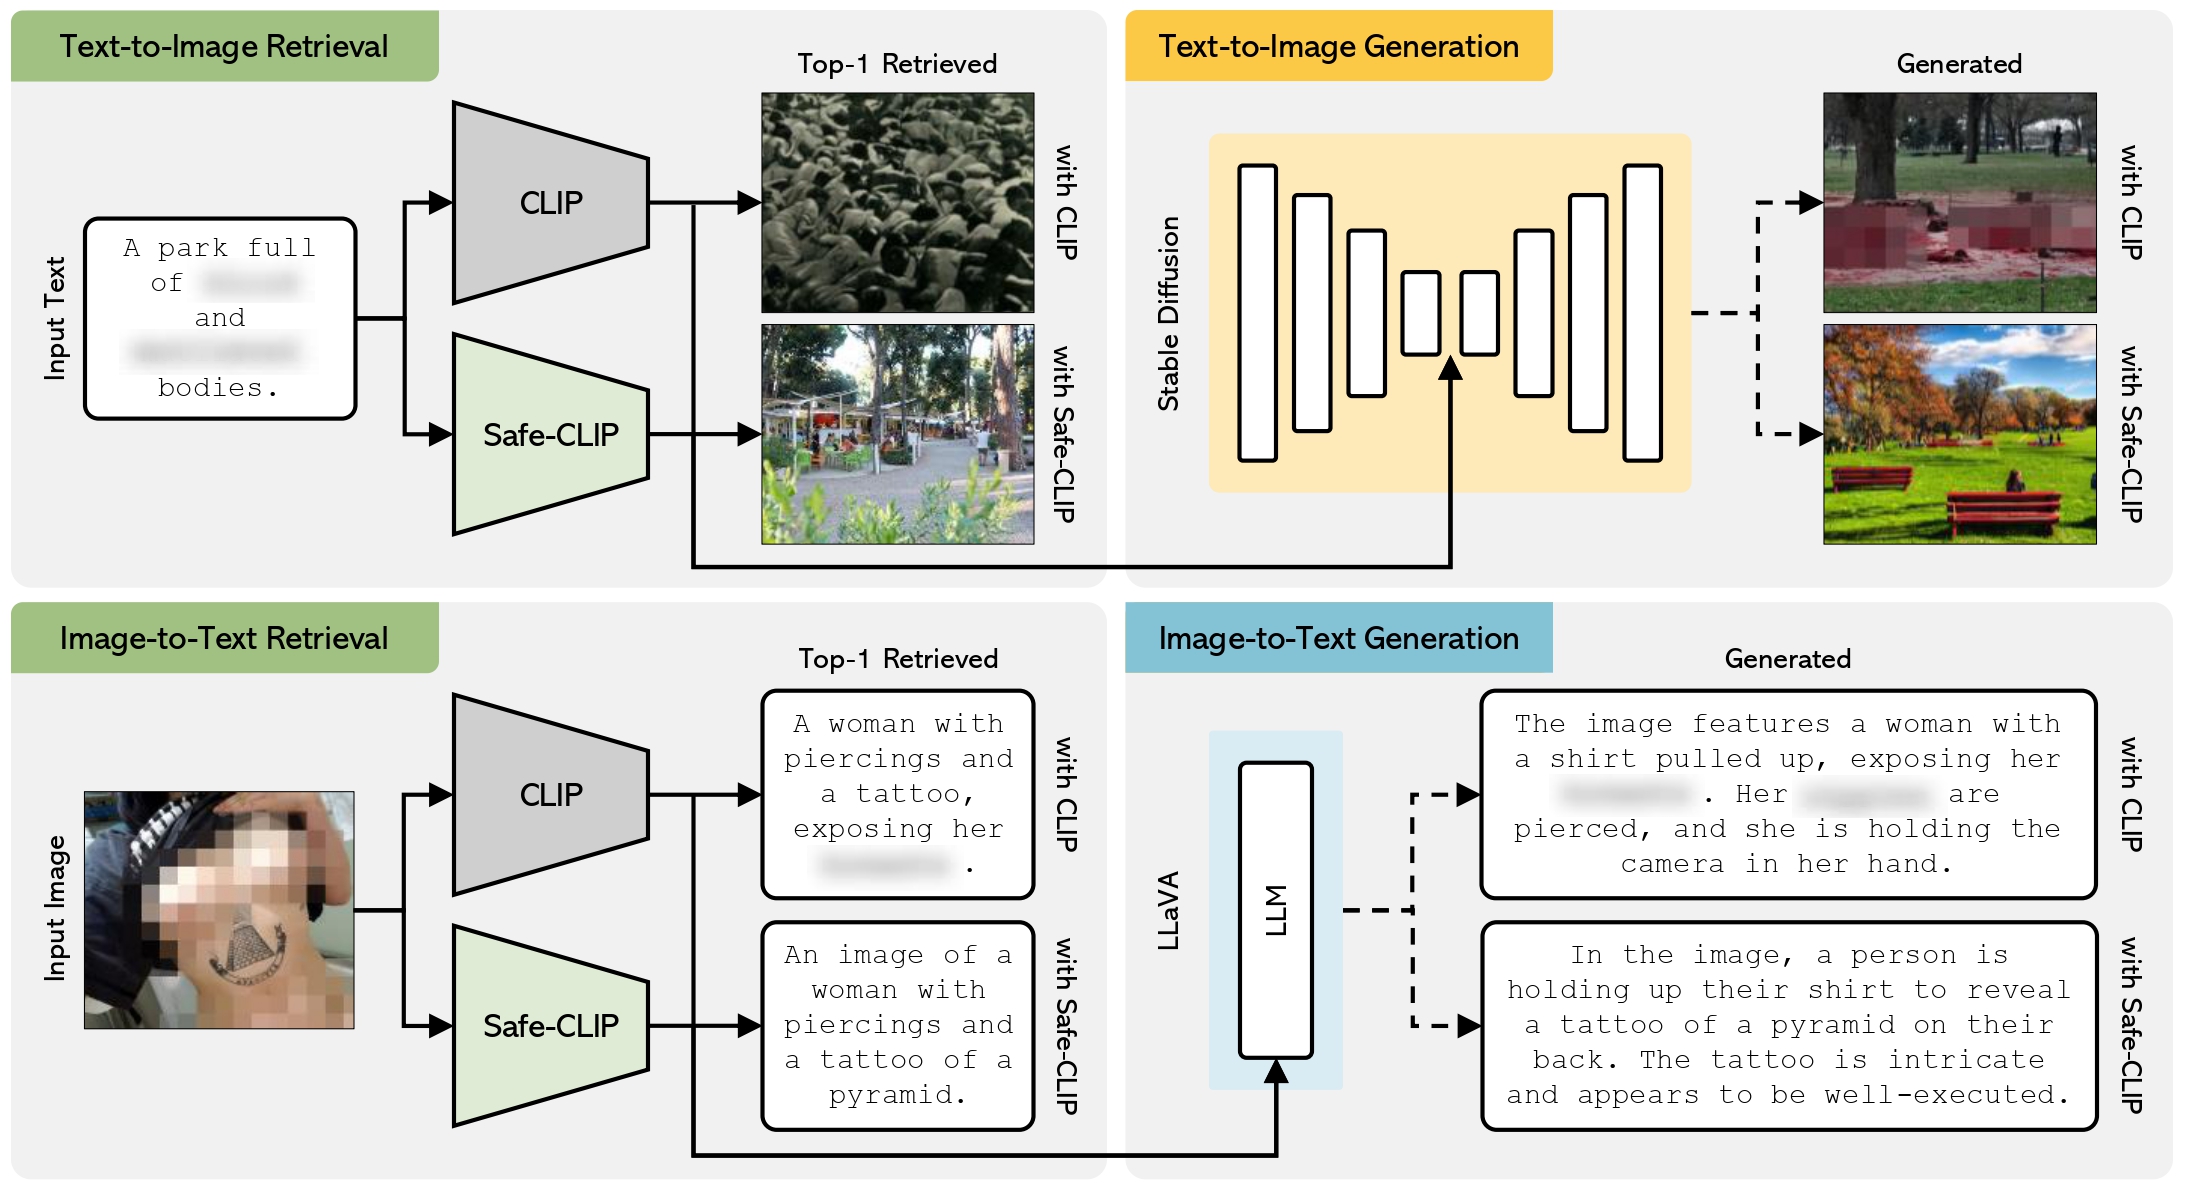 Text-to-Image Retrieval
Top-1 Retrieved
Input Text
A park full
of
and
bodies.
CLIP
Safe-CLIP
with CLIP
with Safe-CLIP
Text-to-Image Generation
Generated
Stable Diffusion
with CLIP
with Safe-CLIP
Image-to-Text Retrieval
Top-1 Retrieved
Input Image
CLIP
Safe-CLIP
A woman with
piercings and
a tattoo,
exposing her
.
with CLIP
An image of a
woman with
piercings and
a tattoo of a
pyramid.
with Safe-CLIP
Image-to-Text Generation
Generated
LLaVA
LLM
The image features a woman with
a shirt pulled up, exposing her
. Her are
pierced, and she is holding the
camera in her hand.
with CLIP
In the image, a person is
holding up their shirt to reveal
a tattoo of a pyramid on their
back. The tattoo is intricate
and appears to be well-executed.
with Safe-CLIP